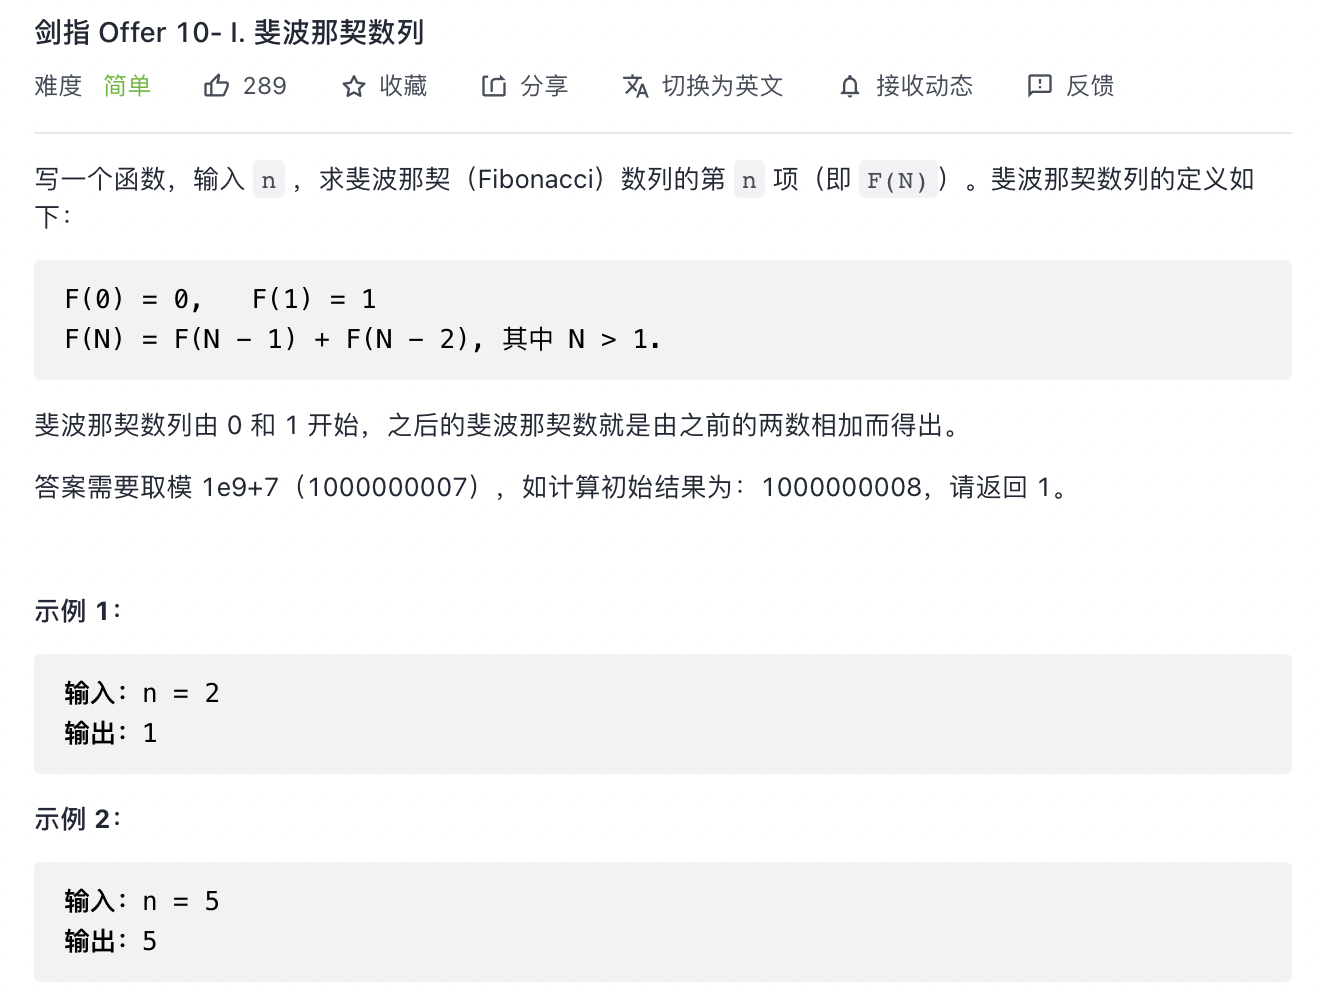 剑指 Offer 10- I. 斐波那契数列
难度 简单 289 收藏 分享 切换为英文 接收动态 反馈
写一个函数，输入 n ，求斐波那契（Fibonacci）数列的第 n 项（即 F(N)）。斐波那契数列的定义如
下：
F(0) = 0,   F(1) = 1
F(N) = F(N - 1) + F(N - 2), 其中 N > 1.
斐波那契数列由 0 和 1 开始，之后的斐波那契数就是由之前的两数相加而得出。
答案需要取模 1e9+7（1000000007），如计算初始结果为：1000000008，请返回 1。
示例 1：
输入：n = 2
输出：1
示例 2：
输入：n = 5
输出：5